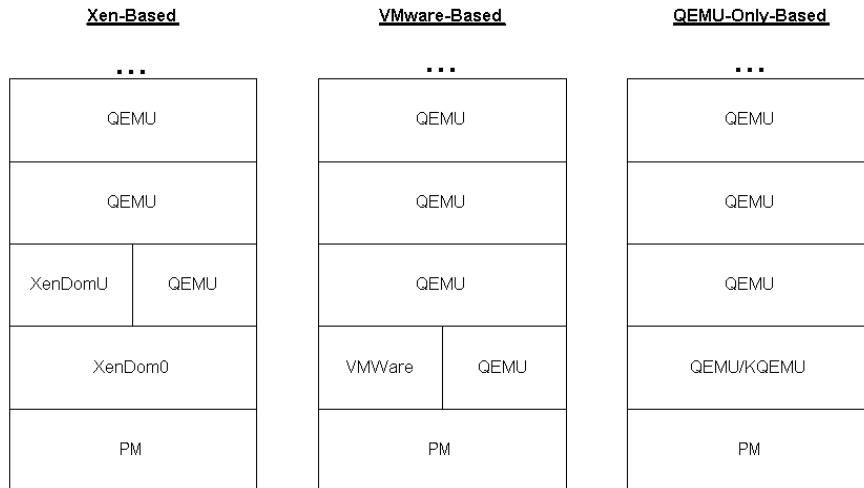 Xen-Based
VMware-Based
QEMU-Only-Based
...
...
...
QEMU
QEMU
QEMU
QEMU
QEMU
QEMU
XenDomU
QEMU
QEMU
QEMU
XenDom0
VMWare
QEMU
QEMU/KQEMU
PM
PM
PM